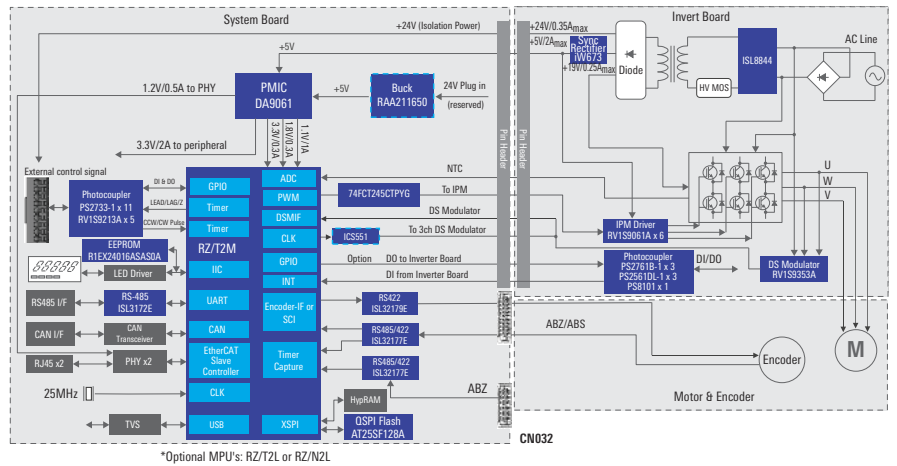 System Board
Invert Board
+24V (Isolation Power)
+24V/0.35Amax
+5V/2Amax
+19V/0.25Amax
Sync
Rectifier
iW673
Diode
HV MOS
ISL8844
AC Line
+5V
1.2V/0.5A to PHY
PMIC
DA9061
+5V
Buck
RAA211650
24V Plug in
(reserved)
3.3V/0.3A
1.8V/0.3A
1.1V/1A
3.3V/2A to peripheral
Pin Header
Pin Header
External control signal
Photocoupler
PS2733-1 x 11
RV1S9213A x 5
DI & DO
LEAD/LAG/Z
CCW/CW Pulse
GPIO
Timer
Timer
RZ/T2M
IIC
UART
CAN
EtherCAT
Slave
Controller
CLK
USB
ADC
PWM
DSMIF
CLK
GPIO
INT
Encoder-IF or
SCI
Timer
Capture
XSPI
NTC
74FCT245CTPYG
To IPM
DS Modulator
ICS551
To 3ch DS Modulator
Option
DO to Inverter Board
DI from Inverter Board
EEPROM
R1EX24016ASAS0A
LED Driver
RS485 I/F
RS-485
ISL3172E
CAN I/F
CAN
Transceiver
RJ45 x2
PHY x2
25MHz
TVS
RS422
ISL32179E
RS485/422
ISL32177E
RS485/422
ISL32177E
HypRAM
QSPI Flash
AT25SF128A
ABZ
IPM Driver
RV1S9061A x 6
Photocoupler
PS2761B-1 x 3
PS2561DL-1 x 3
PS8101 x 1
DI/DO
DS Modulator
RV1S9353A
U
W
V
ABZ/ABS
Encoder
M
Motor & Encoder
CN032
*Optional MPU's: RZ/T2L or RZ/N2L